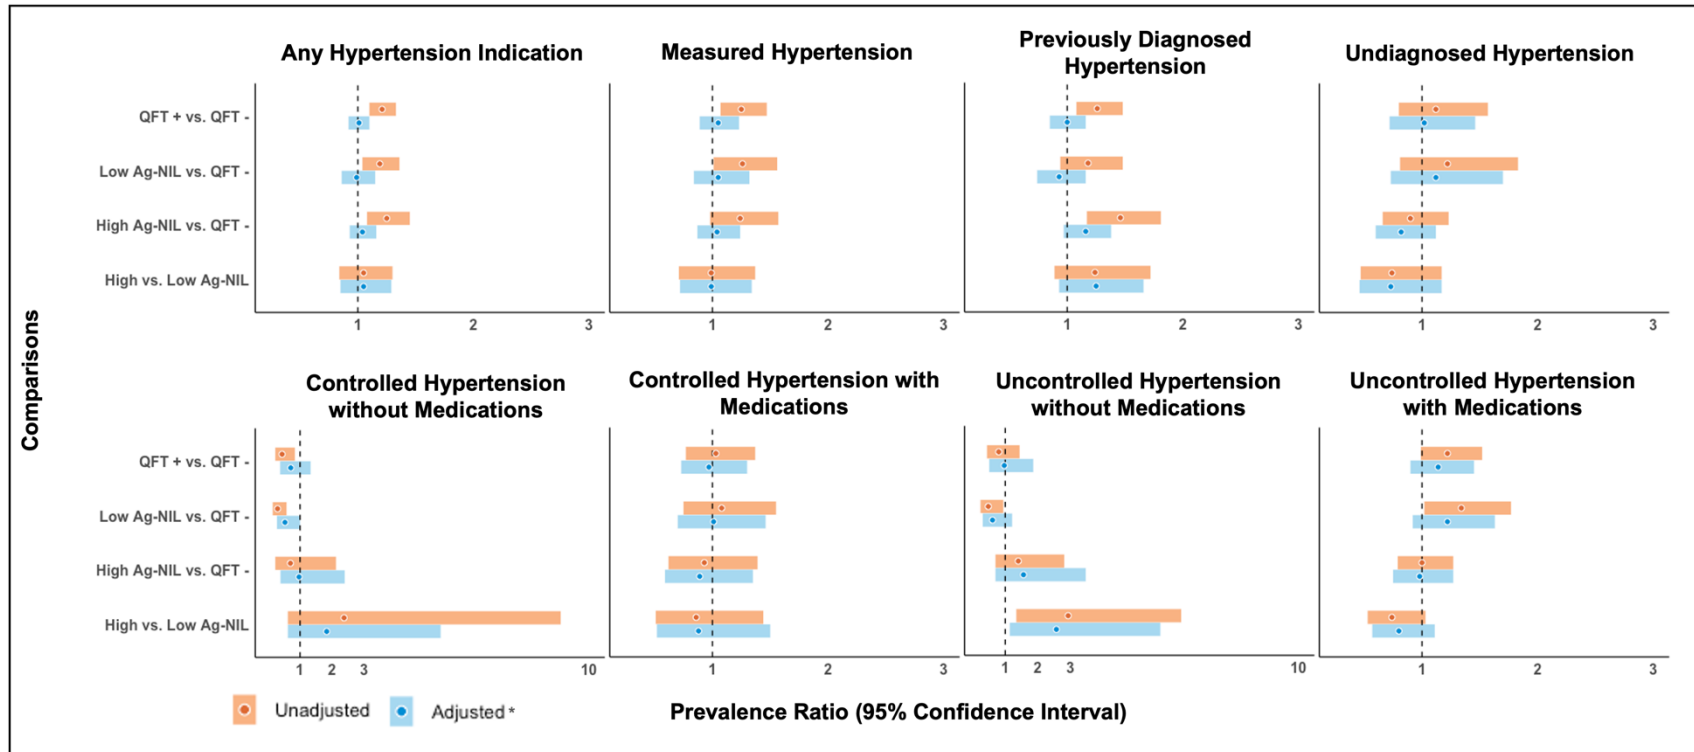 Any Hypertension Indication
Measured Hypertension
Previously Diagnosed
Hypertension
Undiagnosed Hypertension
QFT + vs. QFT -
Low Ag-NIL vs. QFT -
High Ag-NIL vs. QFT -
High vs. Low Ag-NIL
1 2 3
1 2 3
1 2 3
1 2 3
Comparisons
Controlled Hypertension
without Medications
Controlled Hypertension with
Medications
Uncontrolled Hypertension
without Medications
Uncontrolled Hypertension
with Medications
QFT + vs. QFT -
Low Ag-NIL vs. QFT -
High Ag-NIL vs. QFT -
High vs. Low Ag-NIL
1 2 3 10
1 2 3
1 2 3 10
1 2 3
Unadjusted
Adjusted *
Prevalence Ratio (95% Confidence Interval)